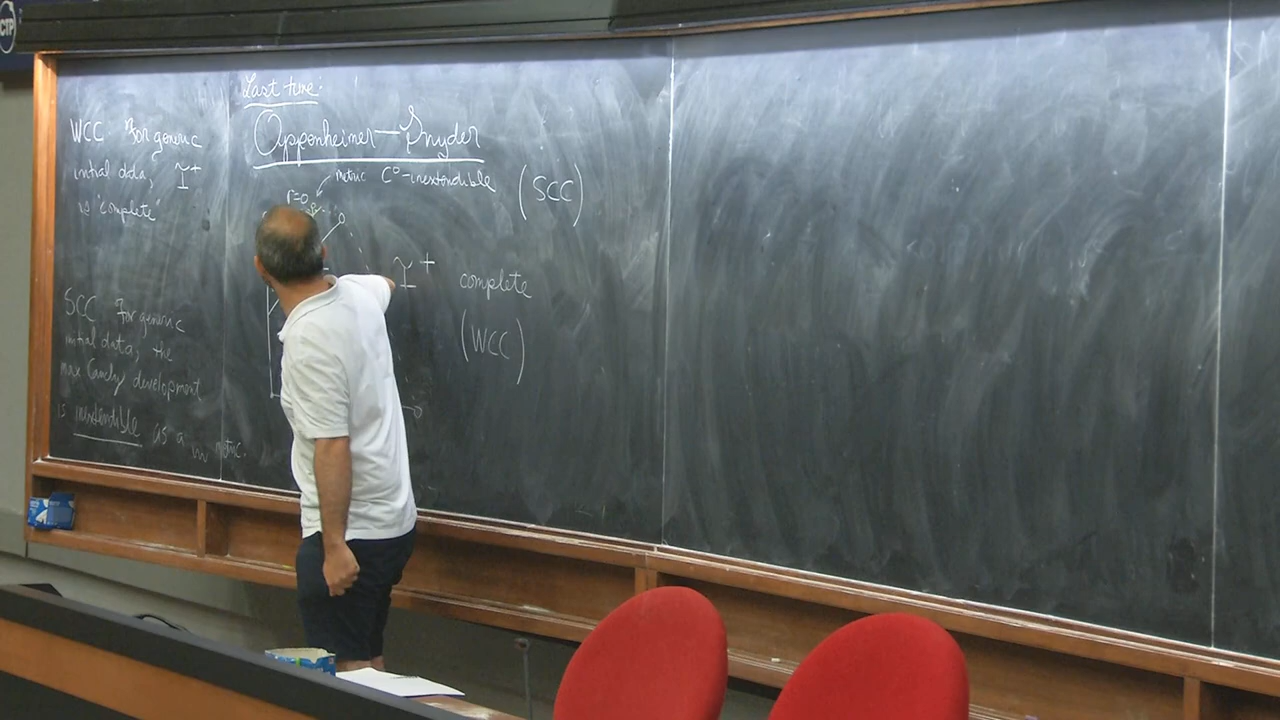 CTP
WCC for generic
initial data, I⁺
is "complete"
SCC for generic
initial data, the
max Cauchy development
is inextendible as a
metric.
Last time:
Oppenheimer—Snyder
metric C⁰-inextendible (SCC)
r=0
I⁺ complete
(WCC)